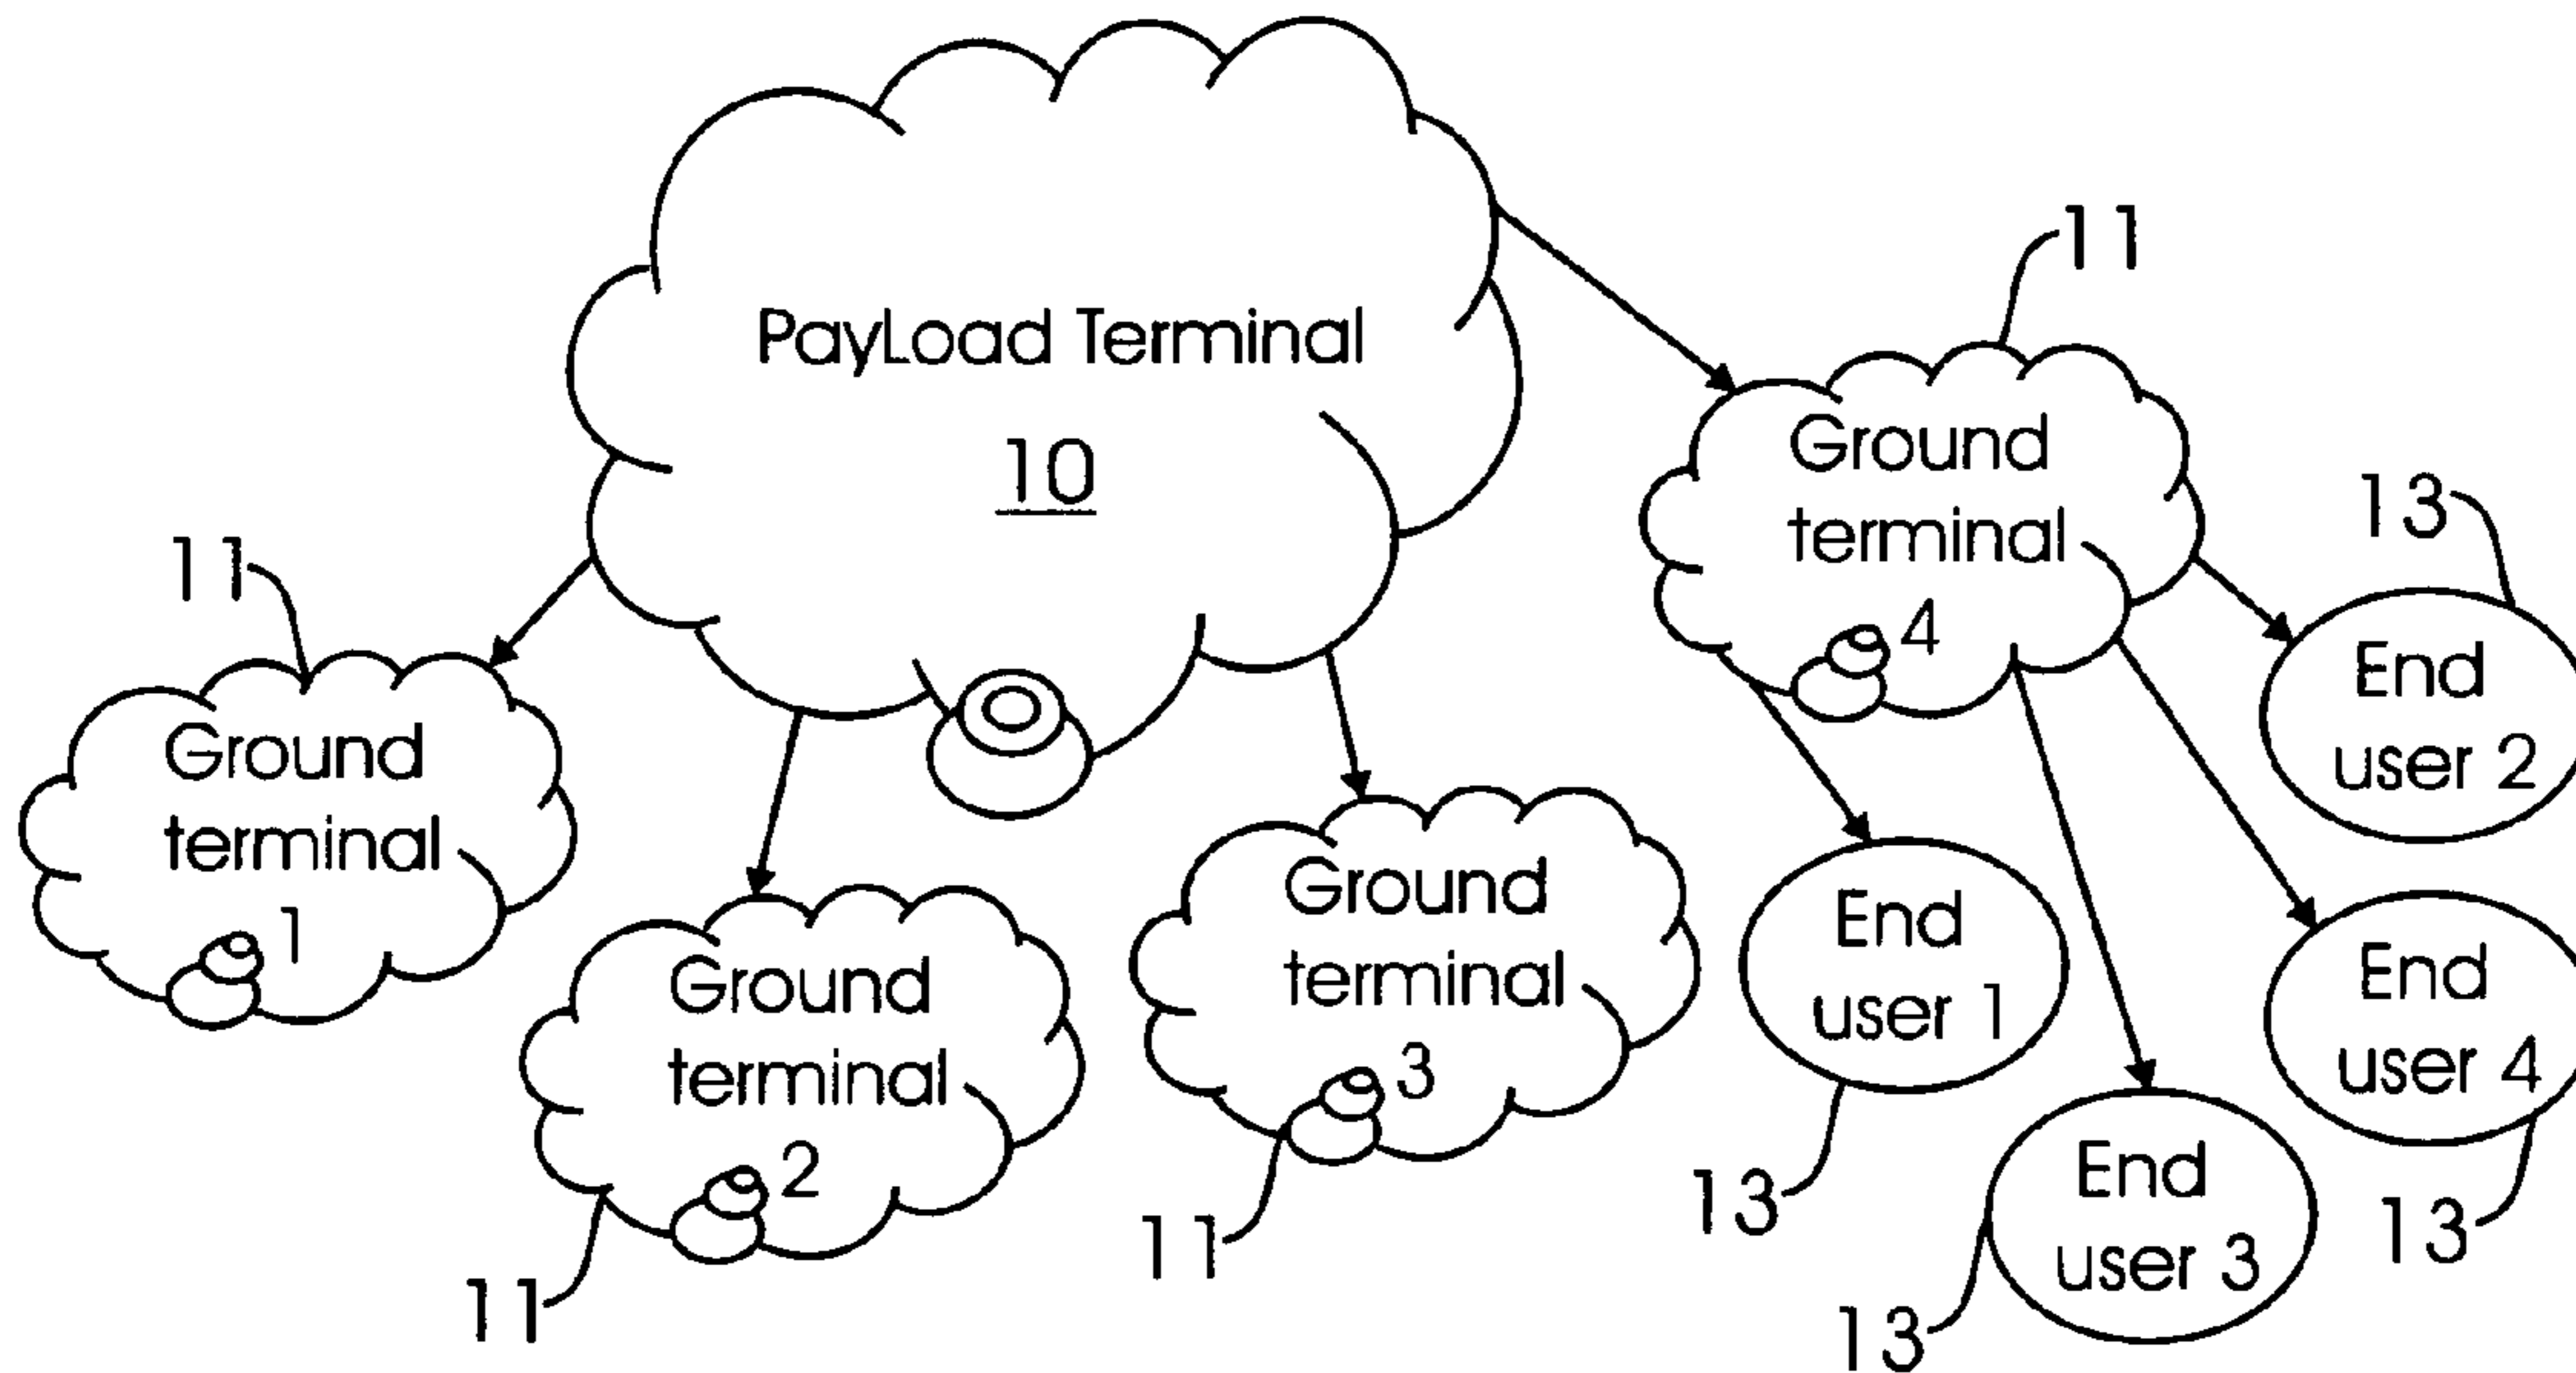 PayLoad Terminal
10
11
Ground
terminal
4
13
End
user 2
11
Ground
terminal
1
Ground
terminal
2
11
Ground
terminal
3
11
End
user 1
13
End
user 4
13
End
user 3
13